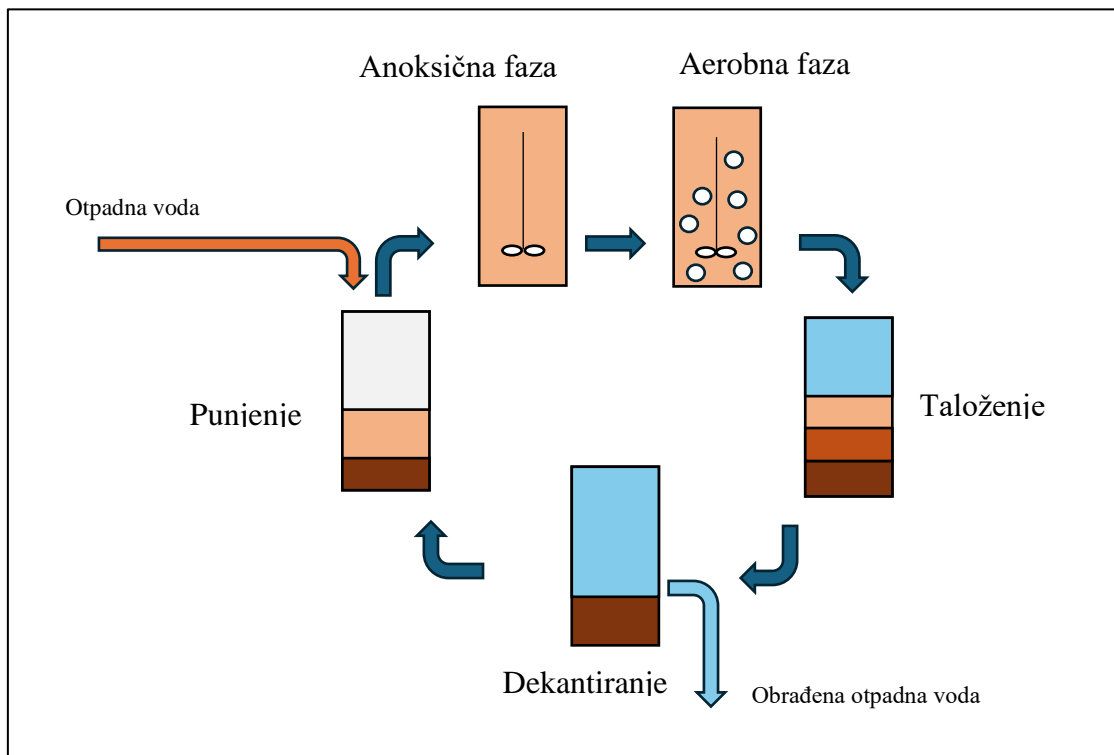 Anoksična faza
Aerobna faza
Otpadna voda
Punjenje
Taloženje
Dekantiranje
Obrađena otpadna voda